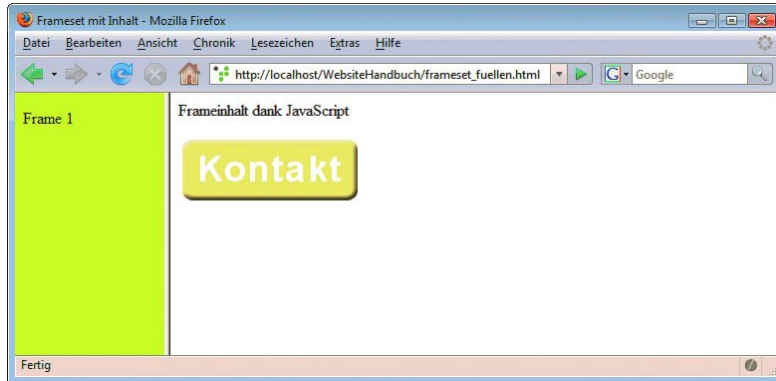 Frameset mit Inhalt - Mozilla Firefox
Datei Bearbeiten Ansicht Chronik Lesezeichen Extras Hilfe
http://localhost/WebsiteHandbuch/frameset_fuellen.html G Google
Frame 1
Frameinhalt dank JavaScript
Kontakt
Fertig